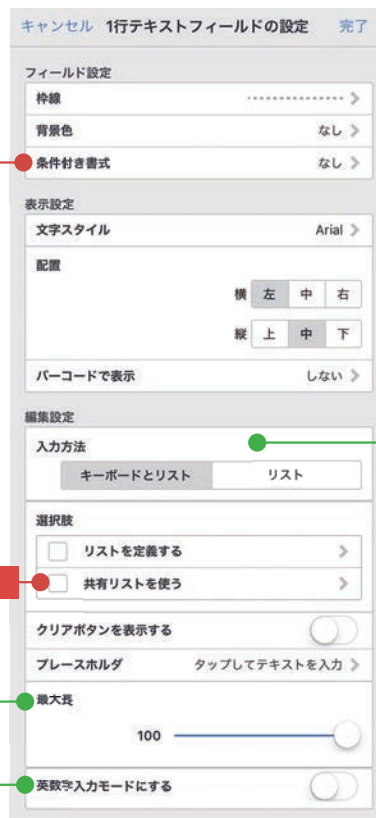 キャンセル 1行テキストフィールドの設定 完了
フィールド設定
枠線
背景色 なし
条件付き書式 なし
表示設定
文字スタイル Arial
配置
横 左 中 右
縦 上 中 下
バーコードで表示 しない
編集設定
入力方法
キーボードとリスト リスト
選択肢
リストを定義する
共有リストを使う
クリアボタンを表示する
プレースホルダ タップしてテキストを入力
最大長
100
英数字入力モードにする